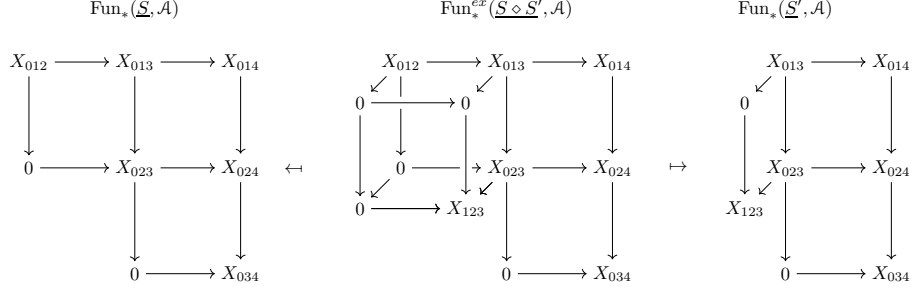 Fun_*(S, A) Fun_*^{ex}(S ⋄ S′, A) Fun_*(S′, A)
X_{012} X_{013} X_{014} X_{012} X_{013} X_{014} X_{013} X_{014}
0 0 0
0 X_{023} X_{024} ↤ 0 X_{023} X_{024} ↦ X_{023} X_{024}
0 X_{123} X_{123}
0 X_{034} 0 X_{034} 0 X_{034}